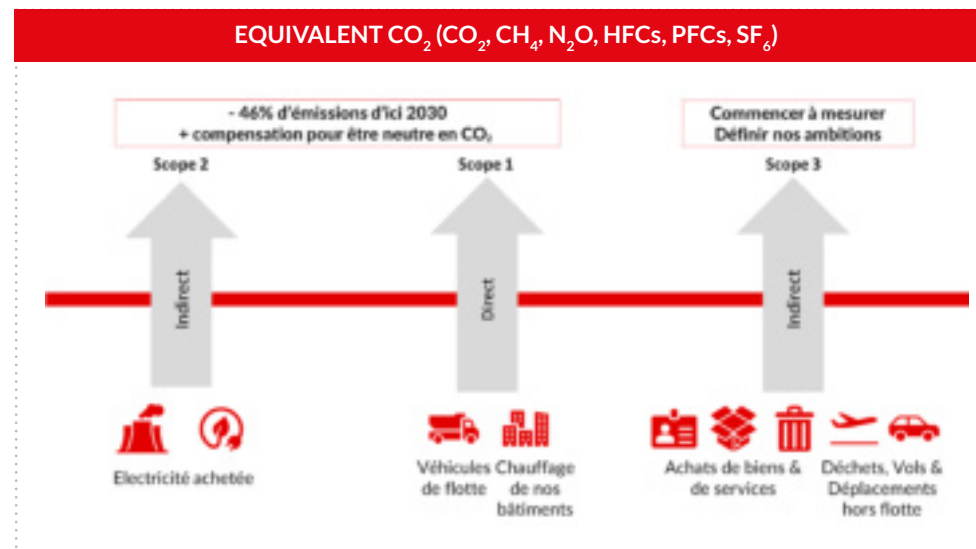 EQUIVALENT CO₂ (CO₂, CH₄, N₂O, HFCs, PFCs, SF₆)
- 46% d'émissions d'ici 2030
+ compensation pour être neutre en CO₂
Commencer à mesurer
Définir nos ambitions
Scope 2
Scope 1
Scope 3
Indirect
Direct
Indirect
Electricité achetée
Véhicules
de flotte
Chauffage
de nos
bâtiments
Achats de biens &
de services
Déchets, Vols &
Déplacements
hors flotte